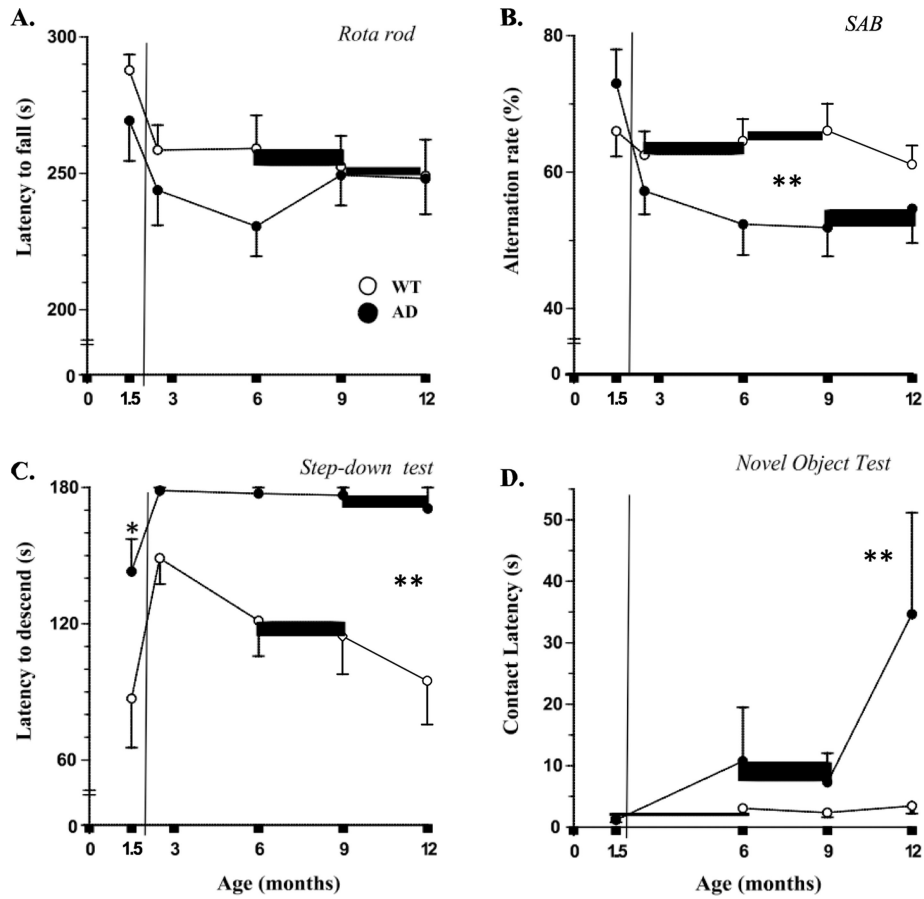 A.
Rota rod
300
250
200
0
Latency to fall (s)
WT
AD
0 1.5 3 6 9 12
B.
SAB
80
60
40
0
Alternation rate (%)
**
0 1.5 3 6 9 12
C.
Step-down test
180
120
60
0
Latency to descend (s)
*
**
0 1.5 3 6 9 12
Age (months)
D.
Novel Object Test
50
40
30
20
10
0
Contact Latency (s)
**
0 1.5 3 6 9 12
Age (months)